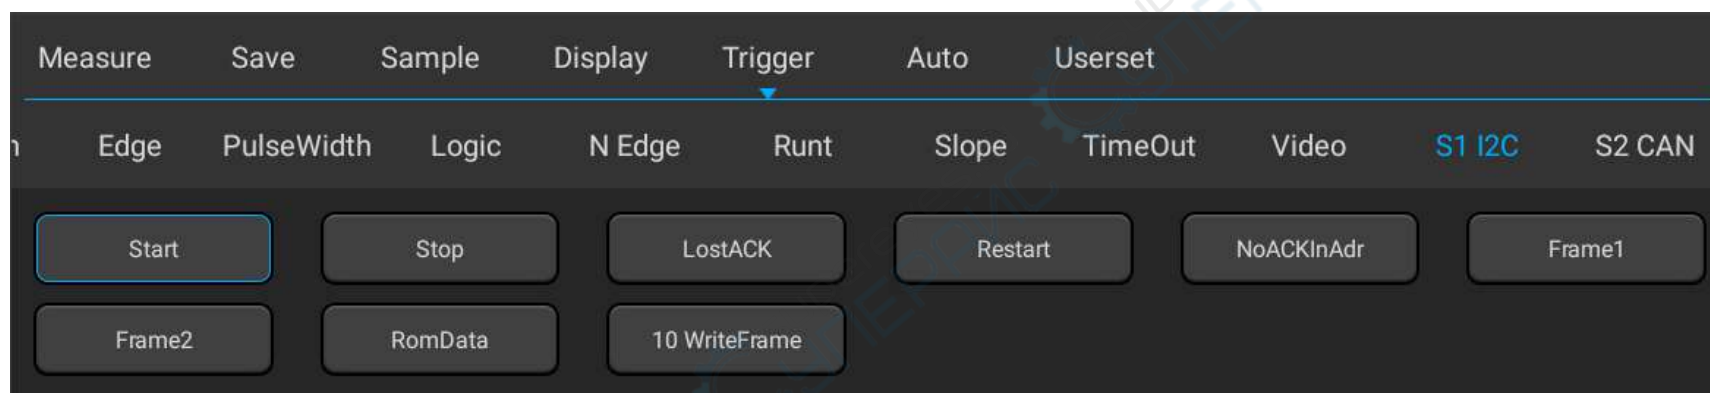 Measure Save Sample Display Trigger Auto Userset
Edge PulseWidth Logic N Edge Runt Slope TimeOut Video S1 I2C S2 CAN
Start Stop LostACK Restart NoACKInAdr Frame1
Frame2 RomData 10 WriteFrame